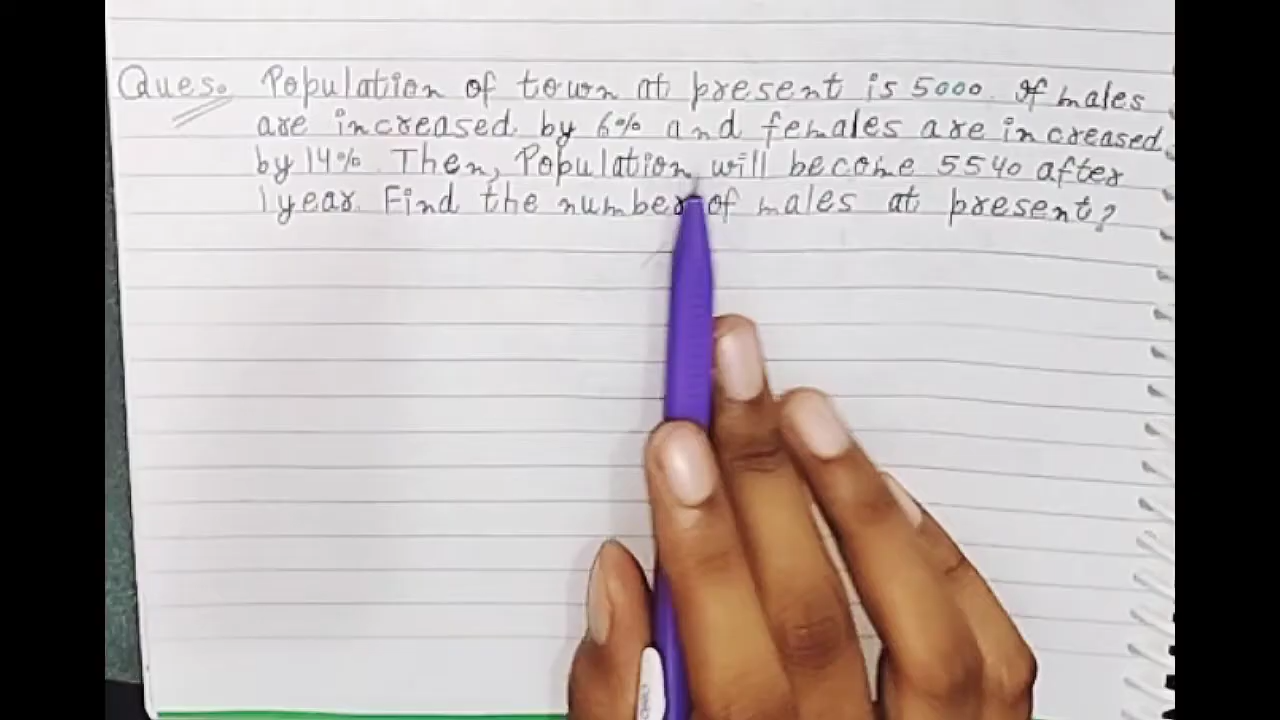 Ques. Population of town at present is 5000. If males
are increased by 6% and females are increased
by 14%. Then, Population will become 5540 after
1 year. Find the number of males at present?